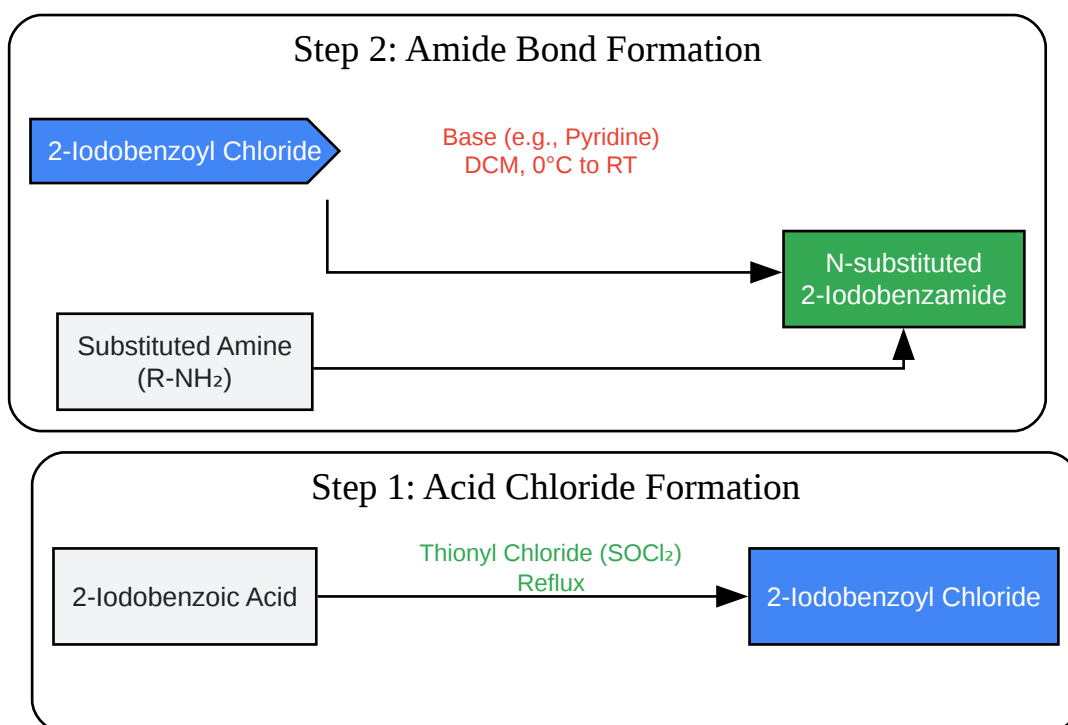 Step 2: Amide Bond Formation
2-Iodobenzoyl Chloride
Base (e.g., Pyridine)
DCM, 0°C to RT
N-substituted
2-Iodobenzamide
Substituted Amine
(R-NH₂)
Step 1: Acid Chloride Formation
2-Iodobenzoic Acid
Thionyl Chloride (SOCl₂)
Reflux
2-Iodobenzoyl Chloride